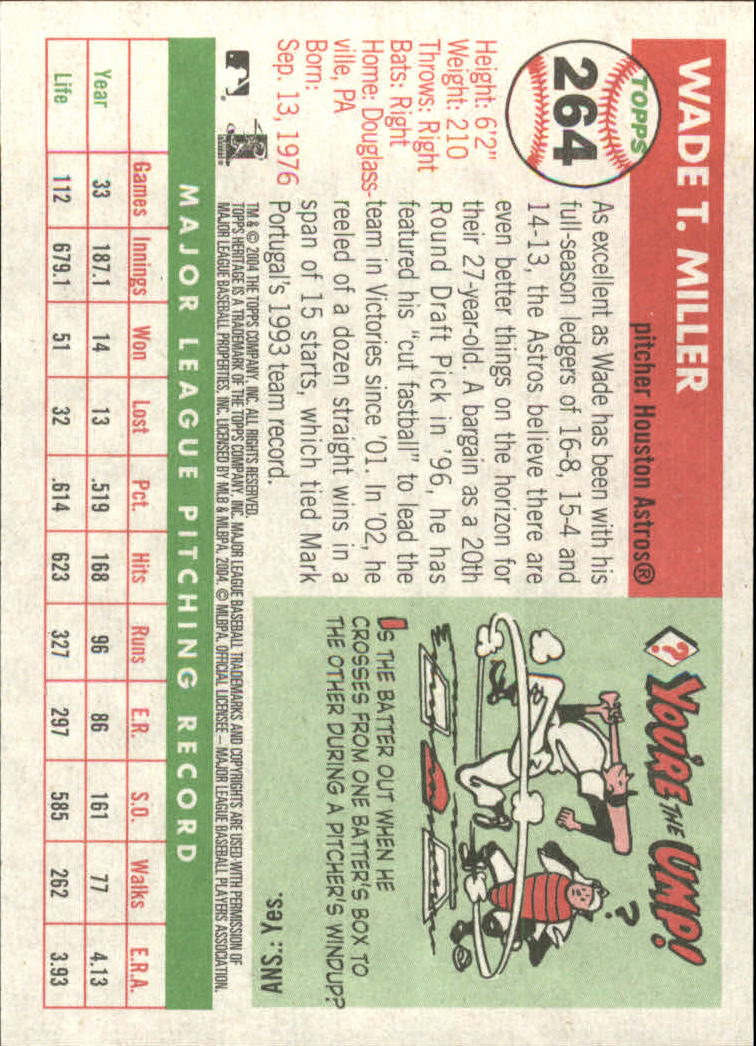 WADE T. MILLER
pitcher Houston Astros®
TOPPS
264
Height: 6'2"
Weight: 210
Throws: Right
Bats: Right
Home: Douglass-
ville, PA
Born:
Sep. 13, 1976
As excellent as Wade has been with his
full-season ledgers of 16-8, 15-4 and
14-13, the Astros believe there are
even better things on the horizon for
their 27-year-old. A bargain as a 20th
Round Draft Pick in '96, he has
featured his "cut fastball" to lead the
team in Victories since '01. In '02, he
reeled of a dozen straight wins in a
span of 15 starts, which tied Mark
Portugal's 1993 team record.
? YOU'RE THE UMP!
?
IS THE BATTER OUT WHEN HE
CROSSES FROM ONE BATTER'S BOX TO
THE OTHER DURING A PITCHER'S WINDUP?
ANS.: Yes.
TM & © 2004 THE TOPPS COMPANY, INC. ALL RIGHTS RESERVED.
TOPPS HERITAGE IS A TRADEMARK OF THE TOPPS COMPANY, INC. MAJOR LEAGUE BASEBALL TRADEMARKS AND COPYRIGHTS ARE USED WITH PERMISSION OF
MAJOR LEAGUE BASEBALL PROPERTIES, INC. LICENSED BY MLB & MLBPA, 2004. © MLBPA, OFFICIAL LICENSEE – MAJOR LEAGUE BASEBALL PLAYERS ASSOCIATION.
MAJOR LEAGUE PITCHING RECORD
Games Innings Won Lost Pct. Hits Runs E.R. S.O. Walks E.R.A.
Year 33 187.1 14 13 .519 168 96 86 161 77 4.13
Life 112 679.1 51 32 .614 623 327 297 585 262 3.93